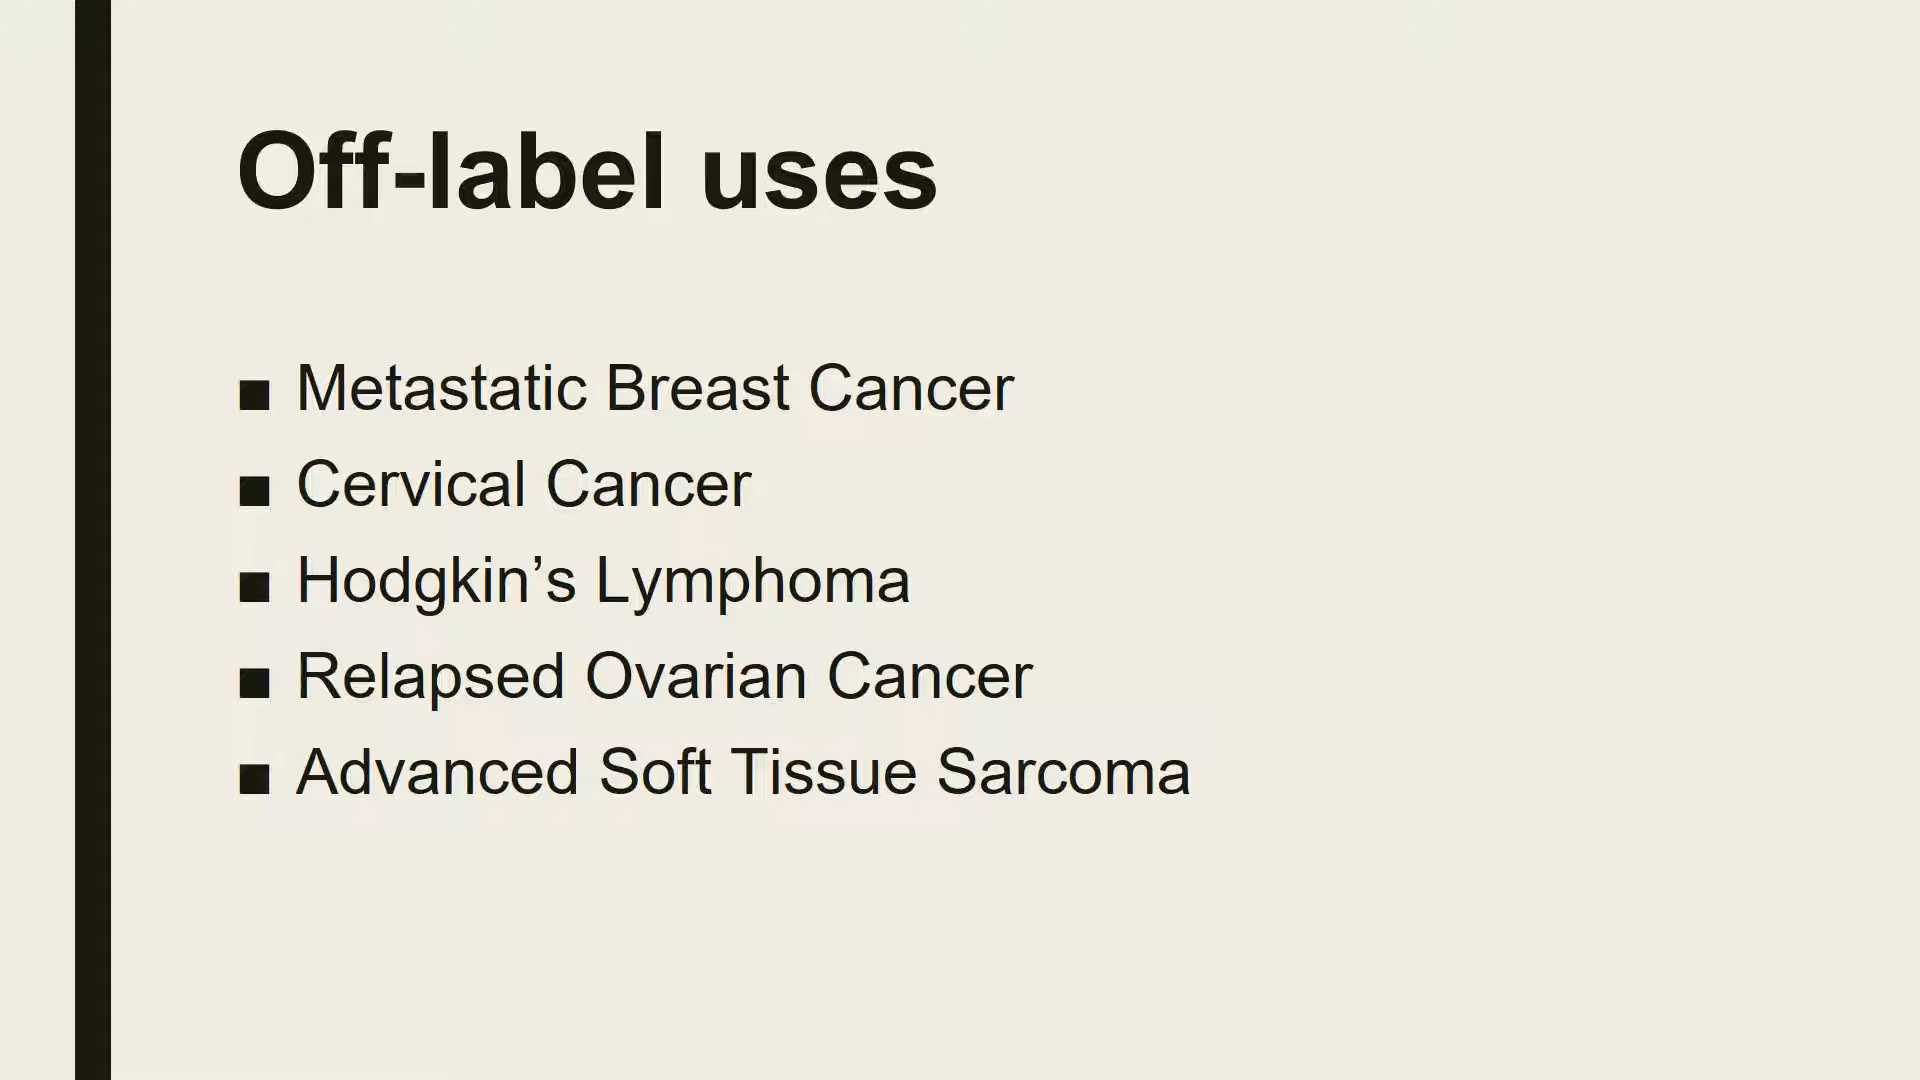 Off-label uses
■ Metastatic Breast Cancer
■ Cervical Cancer
■ Hodgkin’s Lymphoma
■ Relapsed Ovarian Cancer
■ Advanced Soft Tissue Sarcoma